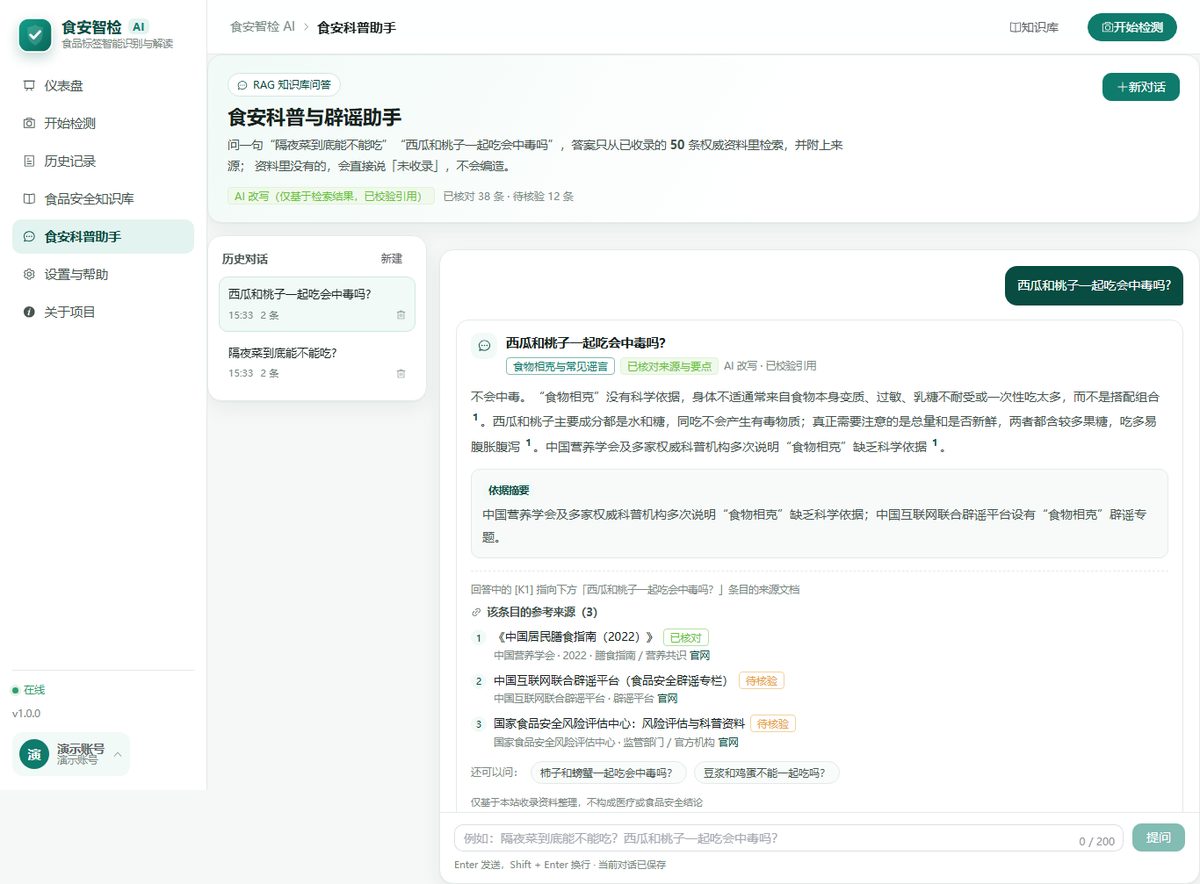 食安智检 AI
食品标签智能识别与解读
仪表盘
开始检测
历史记录
食品安全知识库
食安科普助手
设置与帮助
关于项目
在线
v1.0.0
演
演示账号
演示账号
食安智检 AI > 食安科普助手
知识库
开始检测
RAG 知识库问答
食安科普与辟谣助手
问一句“隔夜菜到底能不能吃” “西瓜和桃子一起吃会中毒吗”，答案只从已收录的 50 条权威资料里检索，并附上来
源；资料里没有的，会直接说「未收录」，不会编造。
AI 改写（仅基于检索结果，已校验引用） 已核对 38 条 · 待核验 12 条
+新对话
历史对话 新建
西瓜和桃子一起吃会中毒吗?
15:33 2 条
隔夜菜到底能不能吃?
15:33 2 条
西瓜和桃子一起吃会中毒吗?
西瓜和桃子一起吃会中毒吗?
食物相克与常见谣言 已核对来源与要点 AI 改写 · 已校验引用
不会中毒。“食物相克”没有科学依据，身体不适通常来自食物本身变质、过敏、乳糖不耐受或一次性吃太多，而不是搭配组合
1。西瓜和桃子主要成分都是水和糖，同吃不会产生有毒物质；真正需要注意的是总量和是否新鲜，两者都含较多果糖，吃多易
腹胀腹泻 1。中国营养学会及多家权威科普机构多次说明“食物相克”缺乏科学依据 1。
依据摘要
中国营养学会及多家权威科普机构多次说明“食物相克”缺乏科学依据；中国互联网联合辟谣平台设有“食物相克”辟谣专
题。
回答中的 [K1] 指向下方「西瓜和桃子一起吃会中毒吗？」条目的来源文档
该条目的参考来源（3）
1 《中国居民膳食指南（2022）》 已核对
中国营养学会 · 2022 · 膳食指南 / 营养共识 官网
2 中国互联网联合辟谣平台（食品安全辟谣专栏） 待核验
中国互联网联合辟谣平台 · 辟谣平台 官网
3 国家食品安全风险评估中心：风险评估与科普资料 待核验
国家食品安全风险评估中心 · 监管部门 / 官方机构 官网
还可以问： 柿子和螃蟹一起吃会中毒吗？ 豆浆和鸡蛋不能一起吃吗？
仅基于本站收录资料整理，不构成医疗或食品安全结论
例如：隔夜菜到底能不能吃？西瓜和桃子一起吃会中毒吗？
0 / 200
提问
Enter 发送，Shift + Enter 换行 · 当前对话已保存